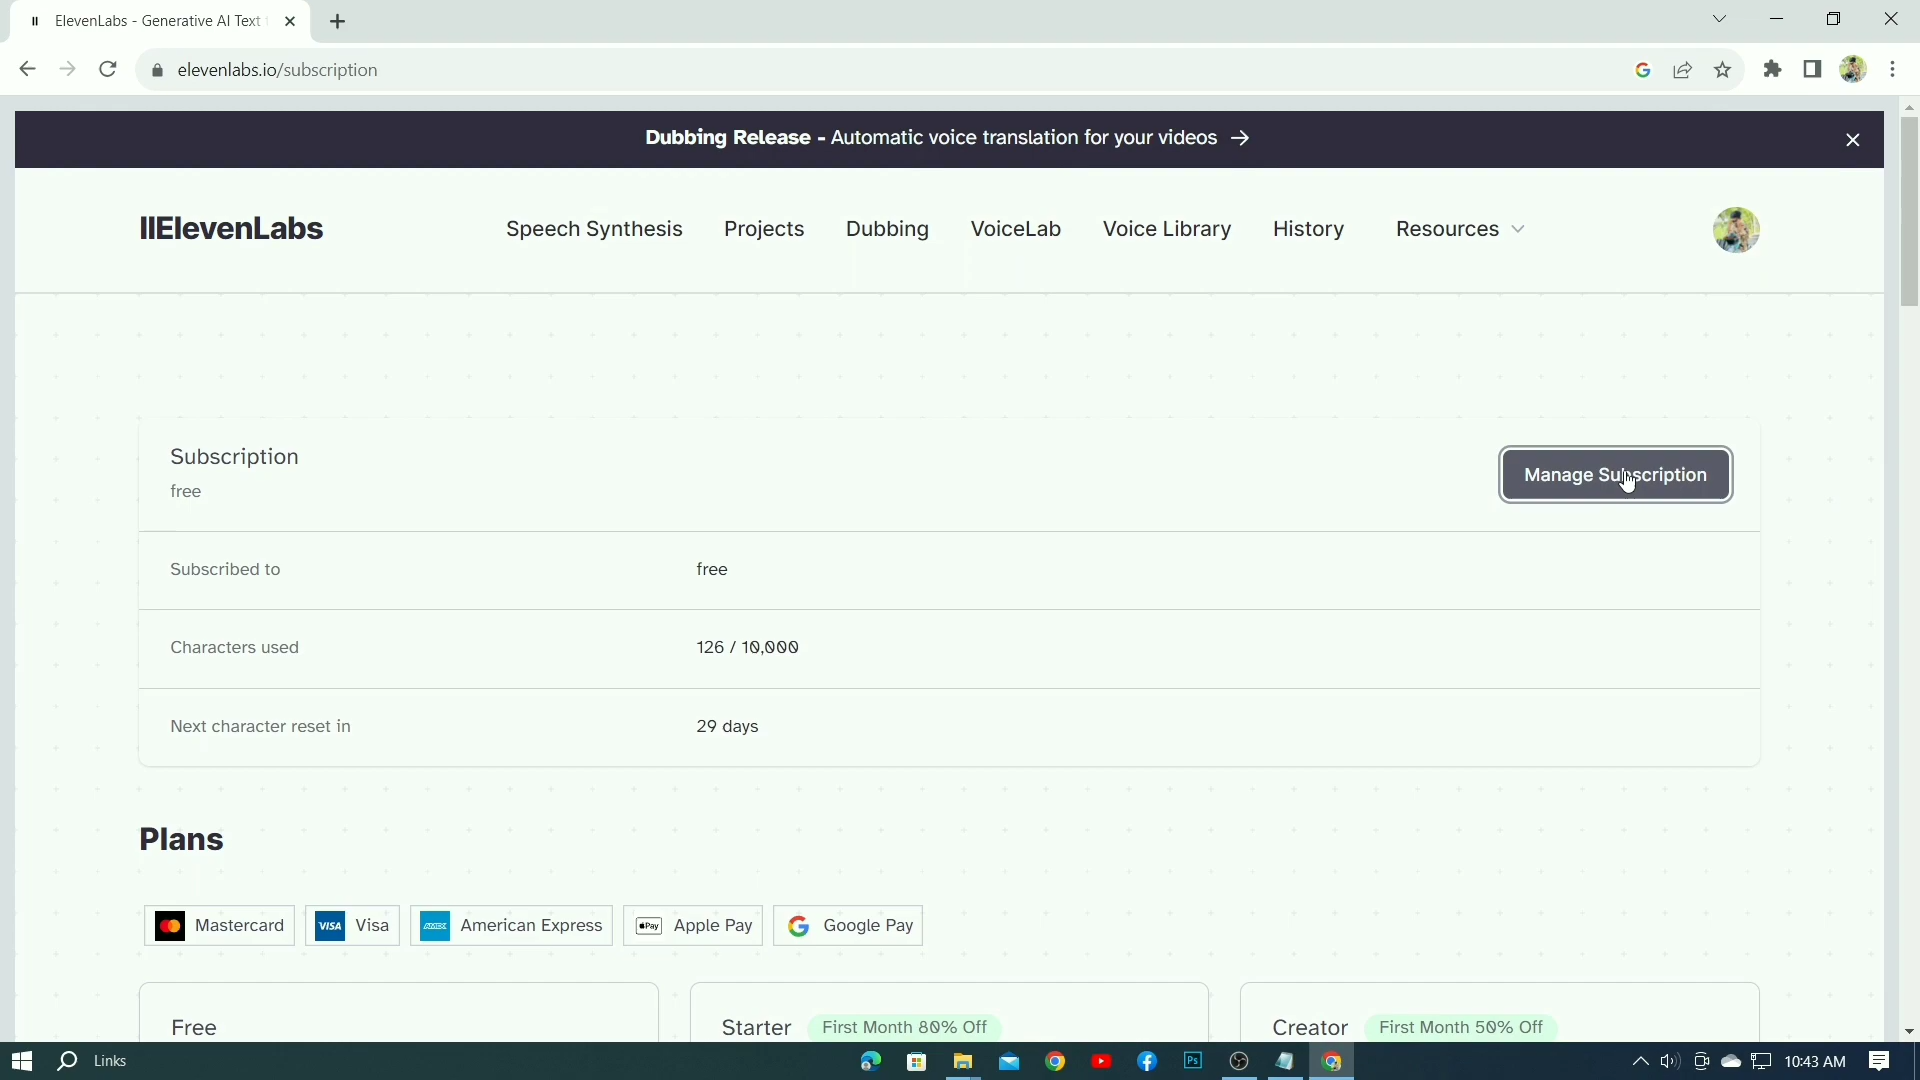 ElevenLabs - Generative AI Text
elevenlabs.io/subscription
Dubbing Release - Automatic voice translation for your videos →
IIElevenLabs
Speech Synthesis
Projects
Dubbing
VoiceLab
Voice Library
History
Resources
Subscription
free
Manage Subscription
Subscribed to
free
Characters used
126 / 10,000
Next character reset in
29 days
Plans
Mastercard
VISA Visa
AMEX American Express
Pay Apple Pay
G Google Pay
Free
Starter First Month 80% Off
Creator First Month 50% Off
Links
Ps
10:43 AM